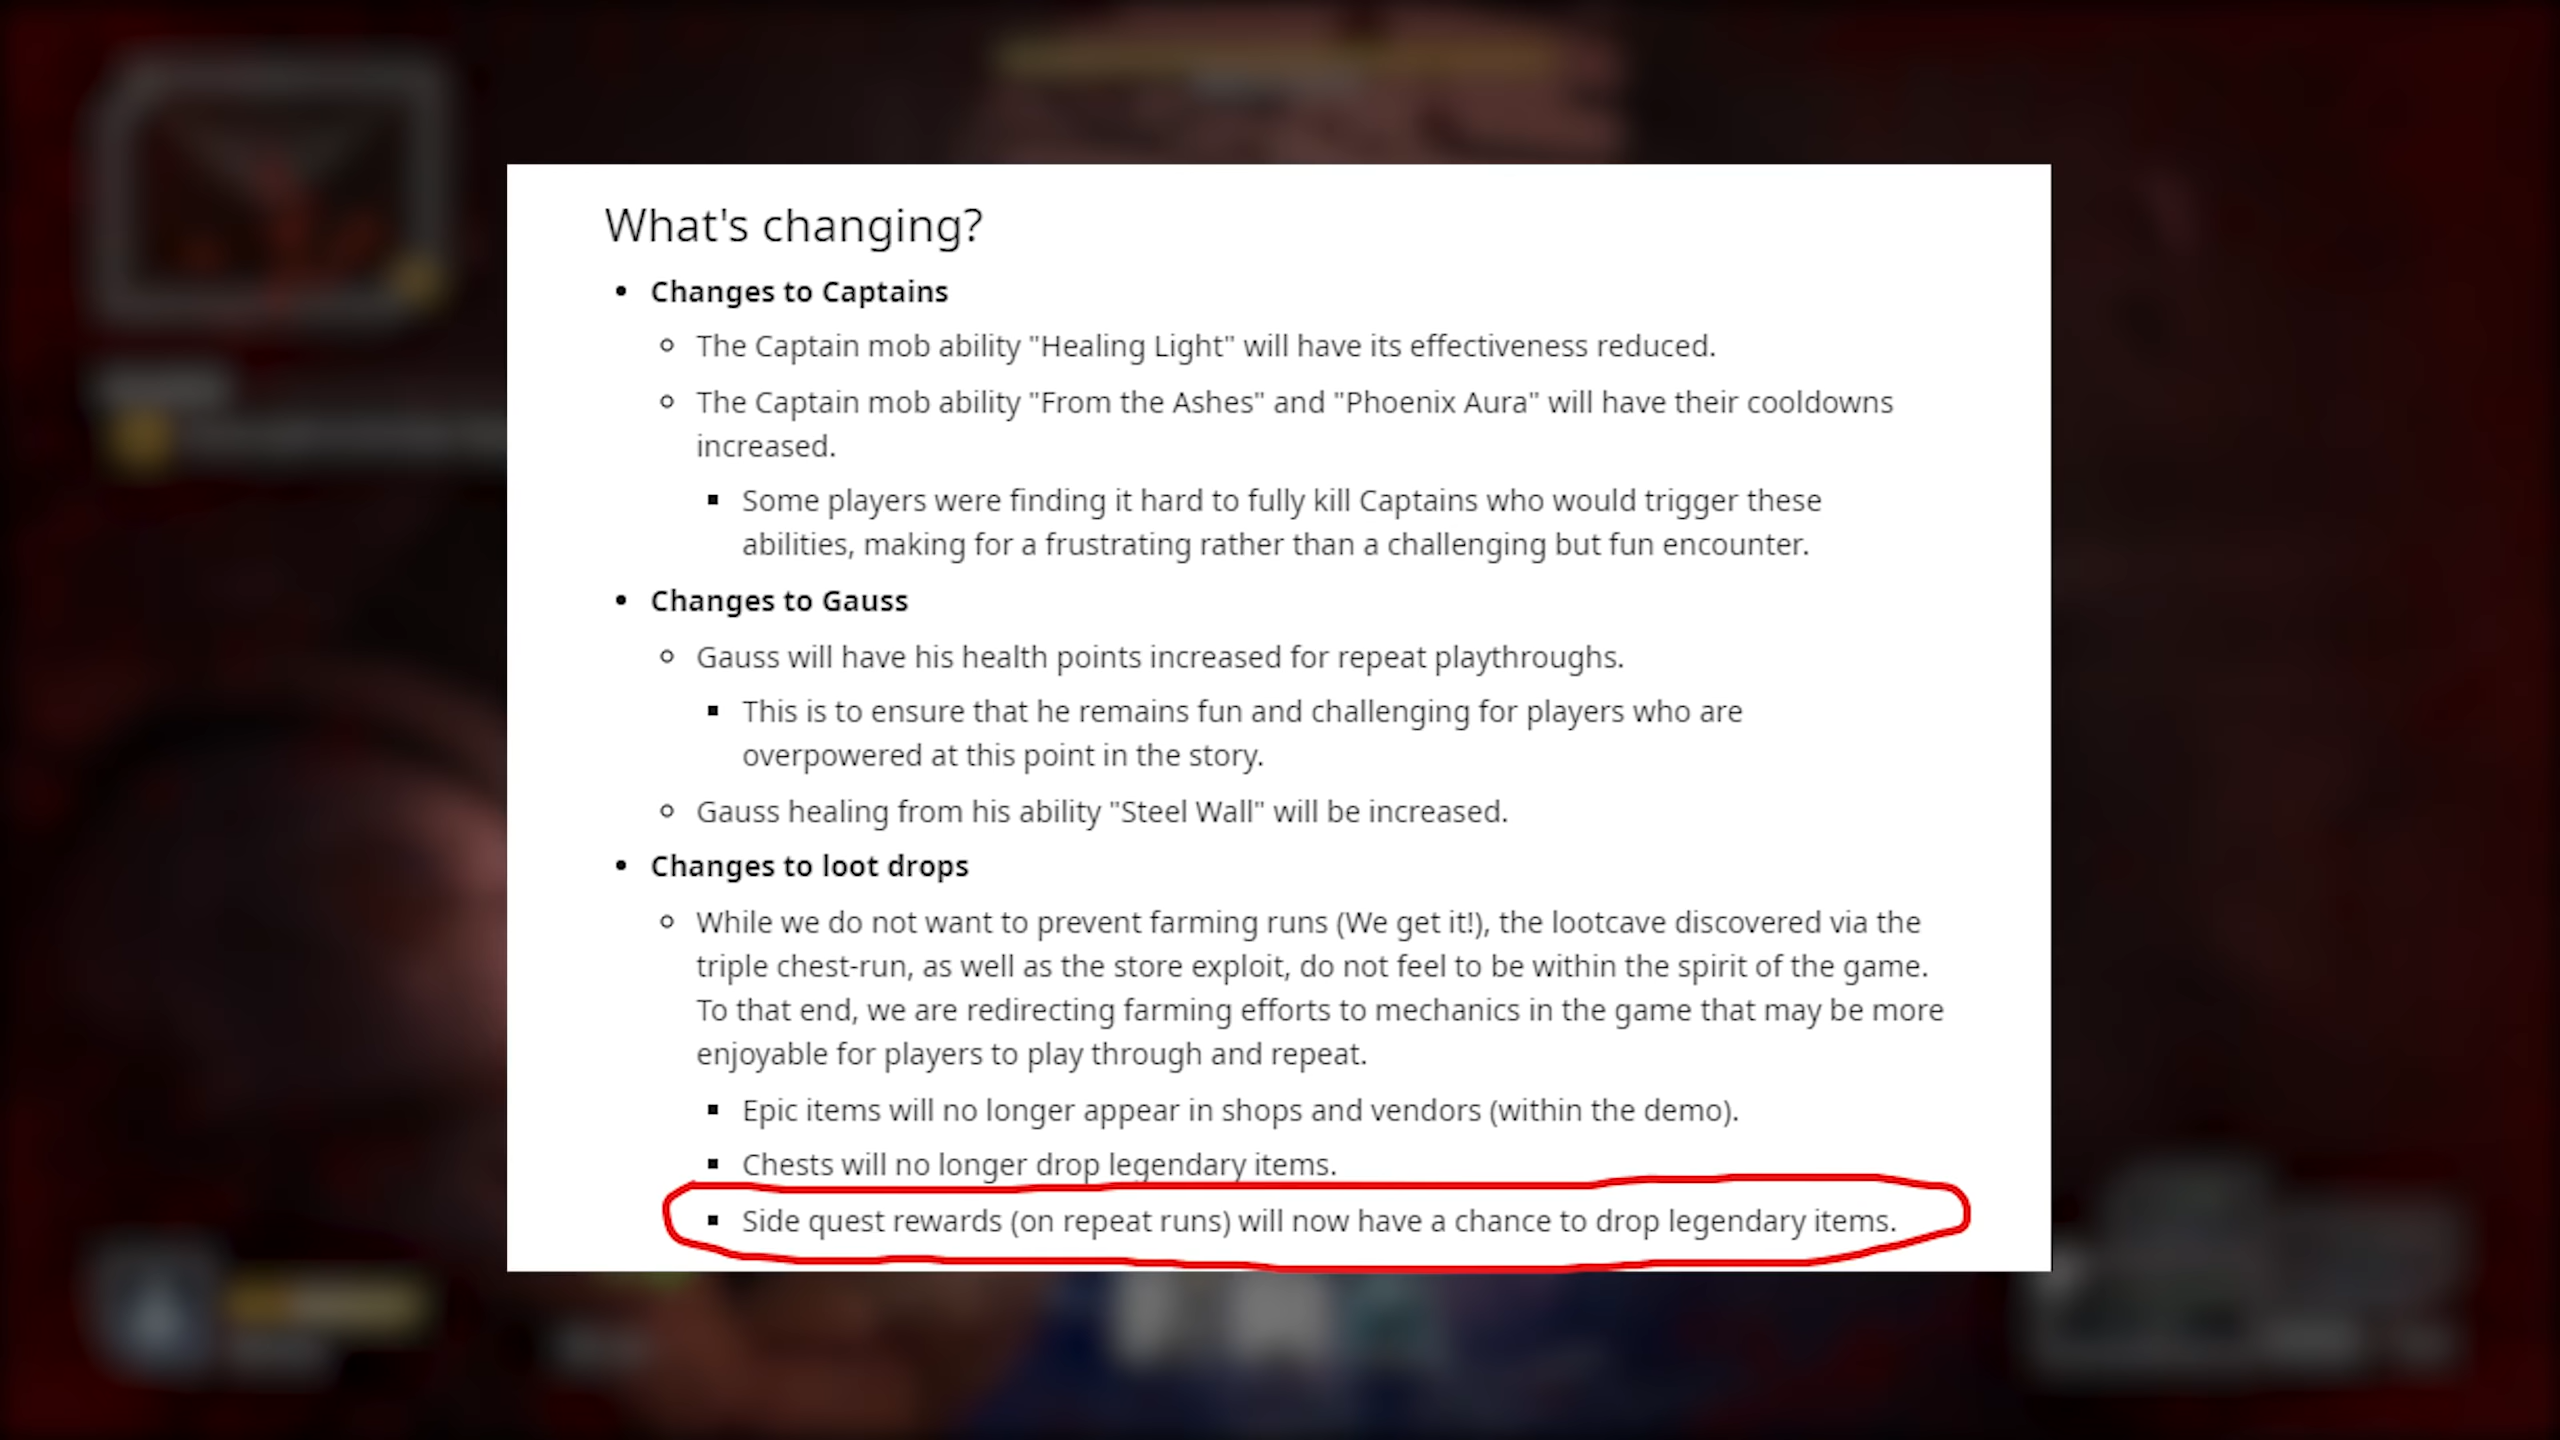 What's changing?
• Changes to Captains
○ The Captain mob ability "Healing Light" will have its effectiveness reduced.
○ The Captain mob ability "From the Ashes" and "Phoenix Aura" will have their cooldowns
increased.
▪ Some players were finding it hard to fully kill Captains who would trigger these
abilities, making for a frustrating rather than a challenging but fun encounter.
• Changes to Gauss
○ Gauss will have his health points increased for repeat playthroughs.
▪ This is to ensure that he remains fun and challenging for players who are
overpowered at this point in the story.
○ Gauss healing from his ability "Steel Wall" will be increased.
• Changes to loot drops
○ While we do not want to prevent farming runs (We get it!), the lootcave discovered via the
triple chest-run, as well as the store exploit, do not feel to be within the spirit of the game.
To that end, we are redirecting farming efforts to mechanics in the game that may be more
enjoyable for players to play through and repeat.
▪ Epic items will no longer appear in shops and vendors (within the demo).
▪ Chests will no longer drop legendary items.
▪ Side quest rewards (on repeat runs) will now have a chance to drop legendary items.